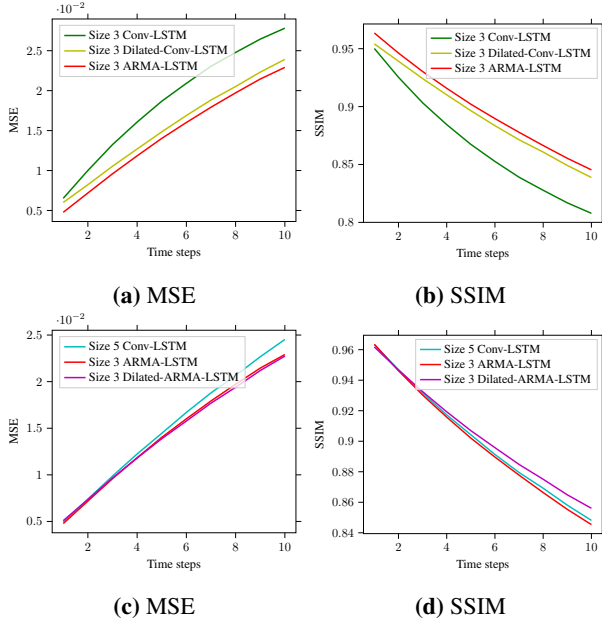 ·10⁻²
2.5
2
1.5
1
0.5
MSE
Size 3 Conv-LSTM
Size 3 Dilated-Conv-LSTM
Size 3 ARMA-LSTM
2 4 6 8 10
Time steps
(a) MSE
0.95
0.9
0.85
0.8
SSIM
Size 3 Conv-LSTM
Size 3 Dilated-Conv-LSTM
Size 3 ARMA-LSTM
2 4 6 8 10
Time steps
(b) SSIM
·10⁻²
2.5
2
1.5
1
0.5
MSE
Size 5 Conv-LSTM
Size 3 ARMA-LSTM
Size 3 Dilated-ARMA-LSTM
2 4 6 8 10
Time steps
(c) MSE
0.96
0.94
0.92
0.9
0.88
0.86
0.84
SSIM
Size 5 Conv-LSTM
Size 3 ARMA-LSTM
Size 3 Dilated-ARMA-LSTM
2 4 6 8 10
Time steps
(d) SSIM